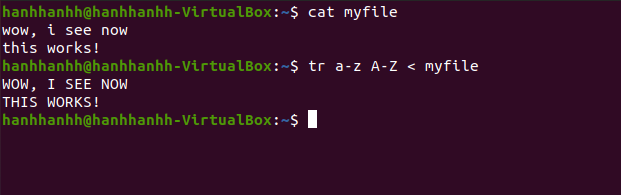 hanhhanhh@hanhhanhh-VirtualBox:~$ cat myfile
wow, i see now
this works!
hanhhanhh@hanhhanhh-VirtualBox:~$ tr a-z A-Z < myfile
WOW, I SEE NOW
THIS WORKS!
hanhhanhh@hanhhanhh-VirtualBox:~$